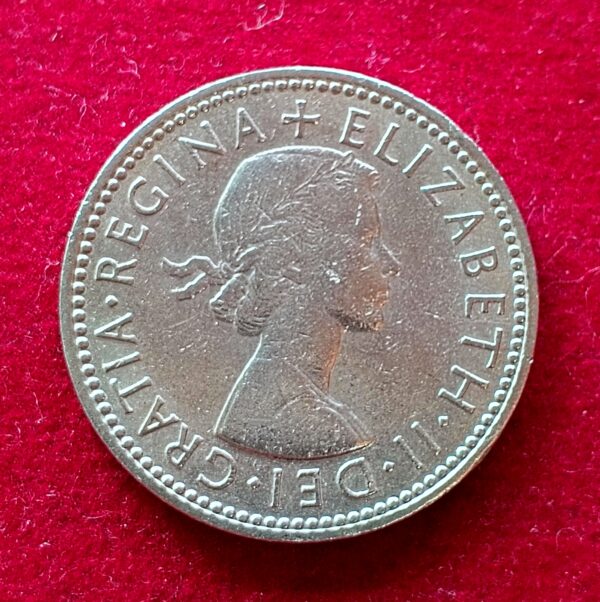 + ELIZABETH · II · DEI · GRATIA · REGINA